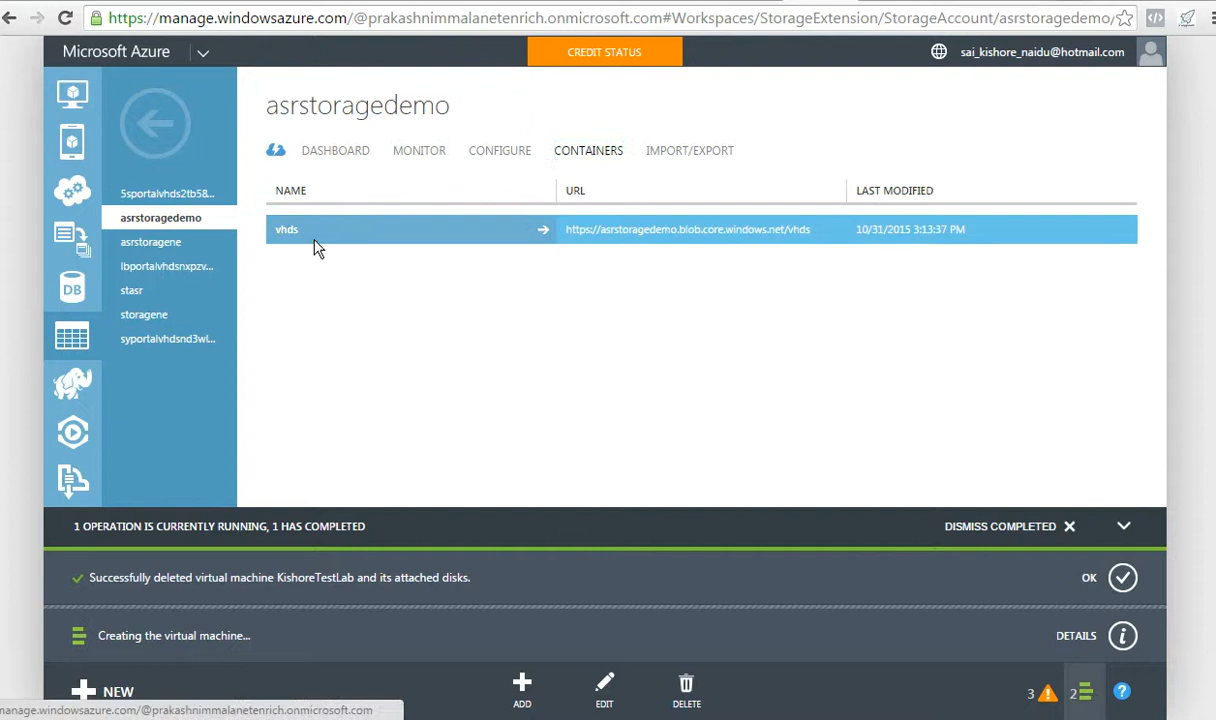 https://manage.windowsazure.com/@prakashnimmalanetenrich.onmicrosoft.com#Workspaces/StorageExtension/StorageAccount/asrstoragedemo/
Microsoft Azure
CREDIT STATUS
sai_kishore_naidu@hotmail.com
asrstoragedemo
DASHBOARD MONITOR CONFIGURE CONTAINERS IMPORT/EXPORT
5sportalvhds2tb58...
asrstoragedemo
asrstoragene
lbportalvhdsnxpzv...
stasr
storagene
syportalvhdsnd3wl...
DB
NAME URL LAST MODIFIED
vhds https://asrstoragedemo.blob.core.windows.net/vhds 10/31/2015 3:13:37 PM
1 OPERATION IS CURRENTLY RUNNING, 1 HAS COMPLETED
DISMISS COMPLETED
Successfully deleted virtual machine KishoreTestLab and its attached disks.
OK
Creating the virtual machine...
DETAILS
NEW
ADD EDIT DELETE
3 2 ?
manage.windowsazure.com/@prakashnimmalanetenrich.onmicrosoft.com